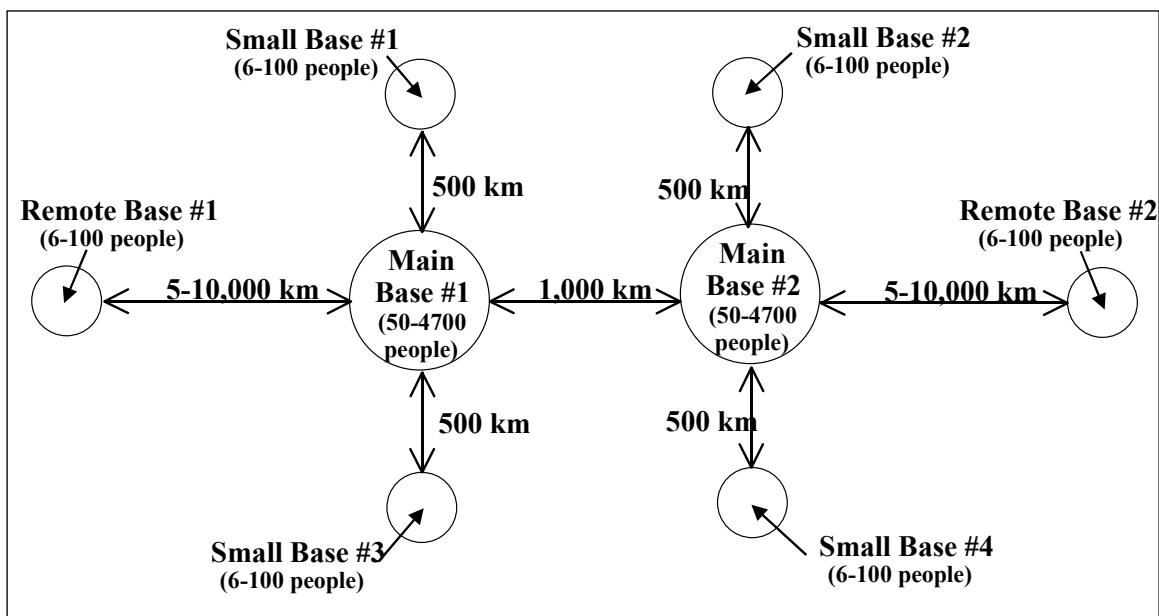 Small Base #1
(6-100 people)
Small Base #2
(6-100 people)
500 km
500 km
Remote Base #1
(6-100 people)
Remote Base #2
(6-100 people)
Main
Base #1
(50-4700
people)
Main
Base #2
(50-4700
people)
5-10,000 km
1,000 km
5-10,000 km
500 km
500 km
Small Base #3
(6-100 people)
Small Base #4
(6-100 people)